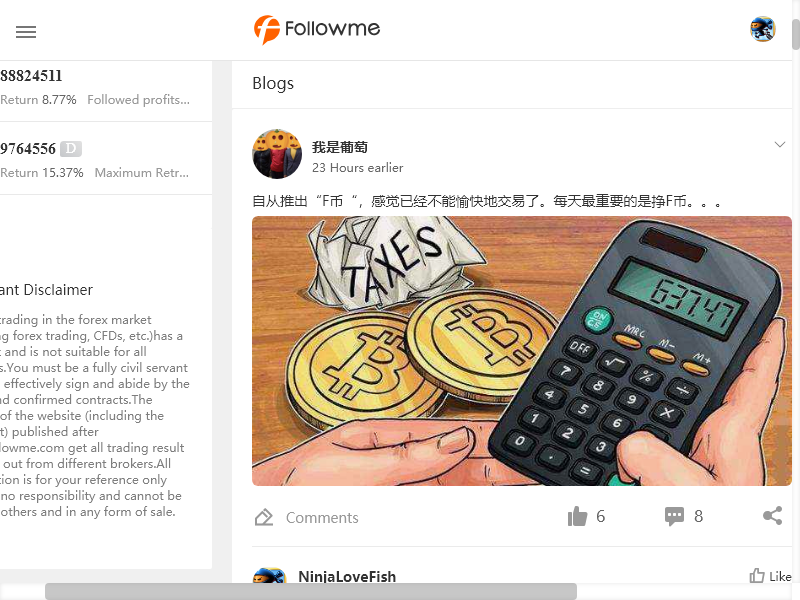 Followme
88824511
Return 8.77% Followed profits...
9764556 D
Return 15.37% Maximum Retr...
ant Disclaimer
trading in the forex market
ng forex trading, CFDs, etc.)has a
and is not suitable for all
s.You must be a fully civil servant
effectively sign and abide by the
nd confirmed contracts.The
of the website (including the
t) published after
lowme.com get all trading result
out from different brokers.All
tion is for your reference only
no responsibility and cannot be
others and in any form of sale.
Blogs
我是葡萄
23 Hours earlier
自从推出“F币“，感觉已经不能愉快地交易了。每天最重要的是挣F币。。。
TAXES
637.47
ON CE MRC M- M+
OFF √ % ÷
7 8 9 ×
4 5 6
1 2 3
0 . =
Comments 6 8
NinjaLoveFish Like